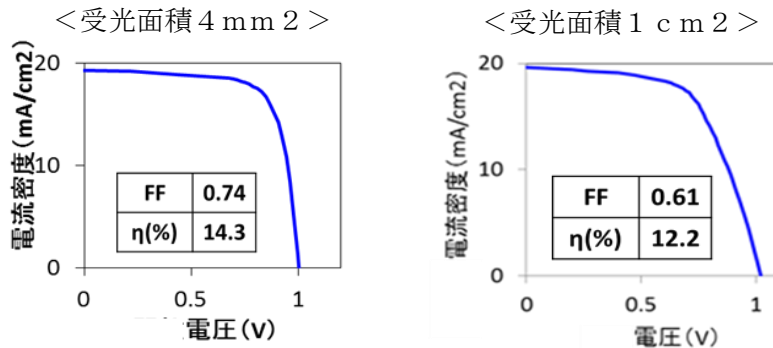 ＜受光面積４ｍｍ２＞
電流密度(mA/cm2)
20
10
0
FF 0.74
η(%) 14.3
0 0.5 1
電圧(V)
＜受光面積１ｃｍ２＞
電流密度(mA/cm2)
20
10
0
FF 0.61
η(%) 12.2
0 0.5 1
電圧(V)